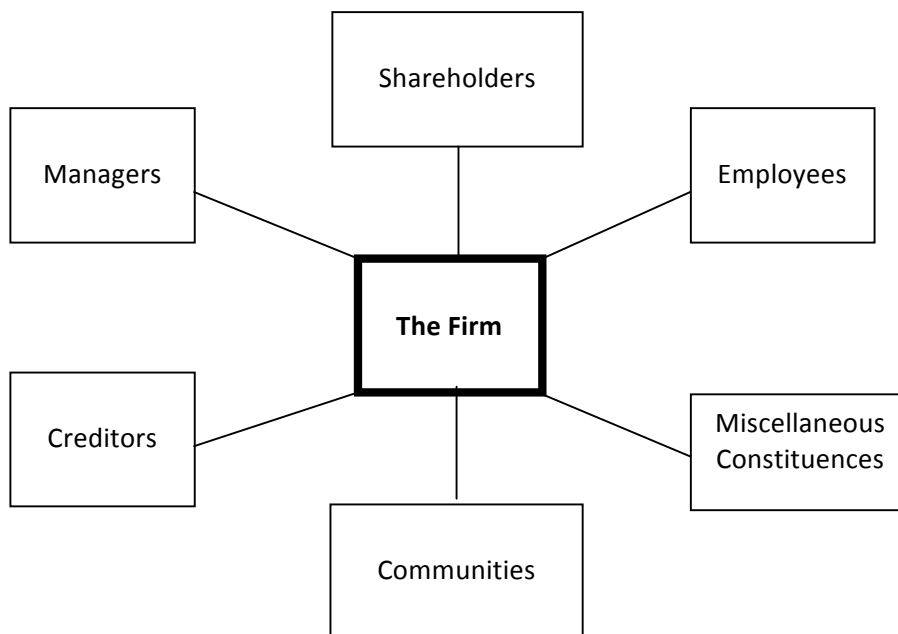 Shareholders
Managers
Employees
The Firm
Creditors
Miscellaneous
Constituences
Communities